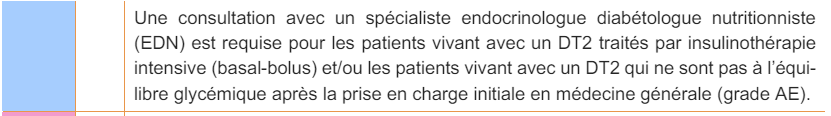 Une consultation avec un spécialiste endocrinologue diabétologue nutritionniste
(EDN) est requise pour les patients vivant avec un DT2 traités par insulinothérapie
intensive (basal-bolus) et/ou les patients vivant avec un DT2 qui ne sont pas à l'équi-
libre glycémique après la prise en charge initiale en médecine générale (grade AE).